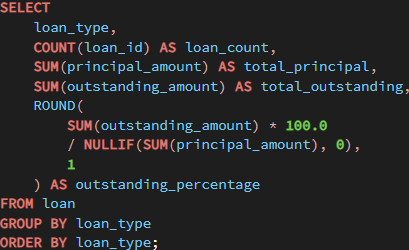 SELECT
    loan_type,
    COUNT(loan_id) AS loan_count,
    SUM(principal_amount) AS total_principal,
    SUM(outstanding_amount) AS total_outstanding,
    ROUND(
        SUM(outstanding_amount) * 100.0
        / NULLIF(SUM(principal_amount), 0),
        1
    ) AS outstanding_percentage
FROM loan
GROUP BY loan_type
ORDER BY loan_type;